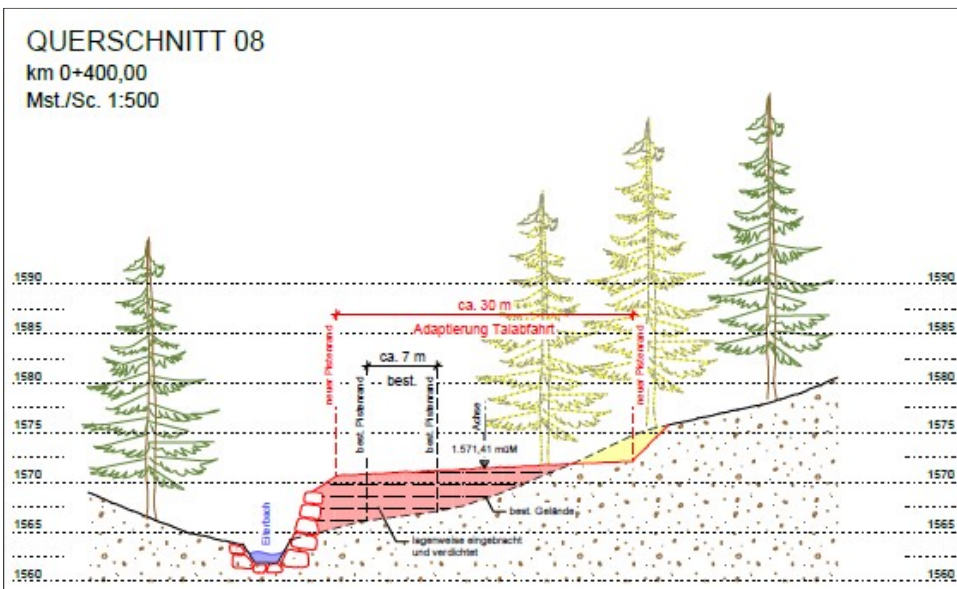 QUERSCHNITT 08
km 0+400,00
Mst./Sc. 1:500
1590
1590
ca. 30 m
1585
Adaptierung Talabfahrt
1585
neuer Pistenrand
neuer Pistenrand
ca. 7 m
1580
best.
1580
best. Pistenrand
best. Pistenrand
Achse
1575
1575
1.571,41 müM
1570
1570
best. Gelände
1565
Eilerbach
lagenweise eingebracht
und verdichtet
1565
1560
1560